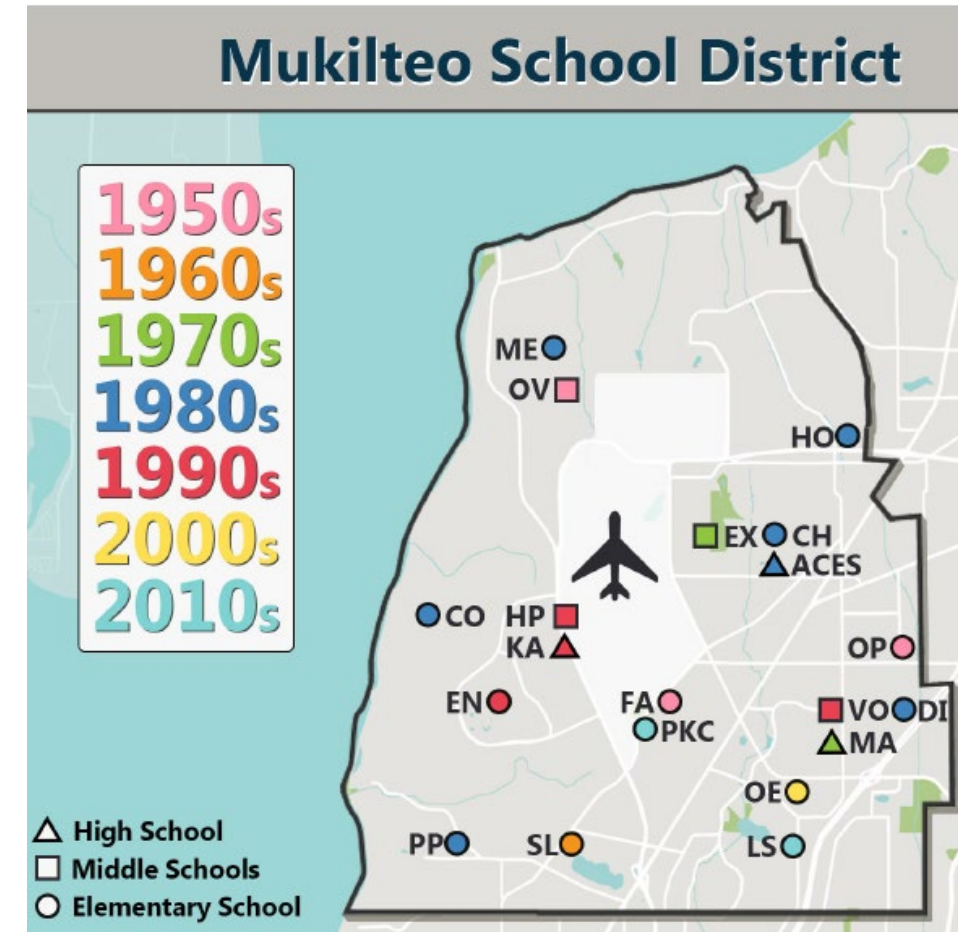 Mukilteo School District
1950s
1960s
1970s
1980s
1990s
2000s
2010s
ME
OV
HO
EX CH
ACES
CO HP
KA
OP
EN FA
PKC
VO DI
MA
OE
PP SL LS
High School
Middle Schools
Elementary School